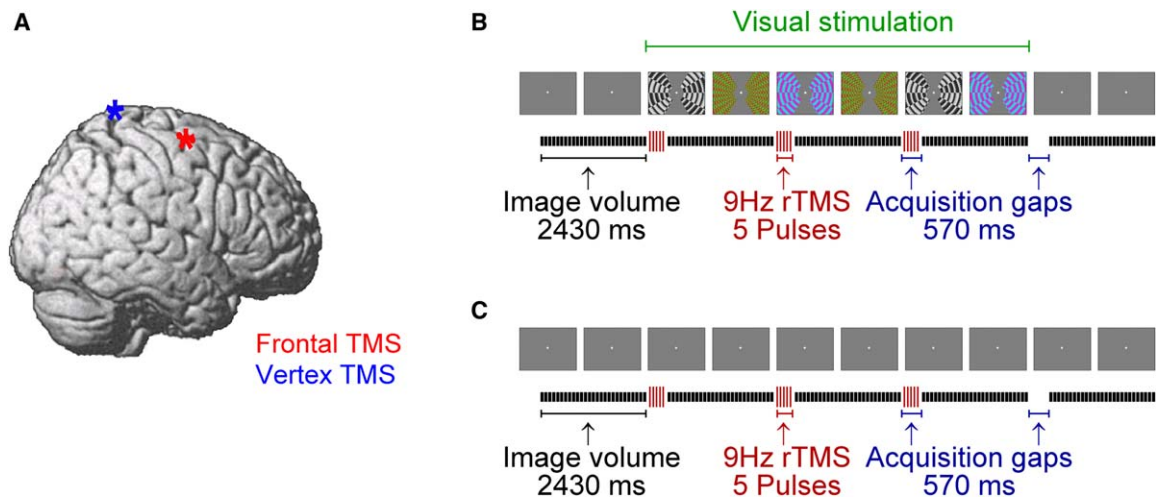 A
Frontal TMS
Vertex TMS
B
Visual stimulation
Image volume
2430 ms
9Hz rTMS
5 Pulses
Acquisition gaps
570 ms
C
Image volume
2430 ms
9Hz rTMS
5 Pulses
Acquisition gaps
570 ms